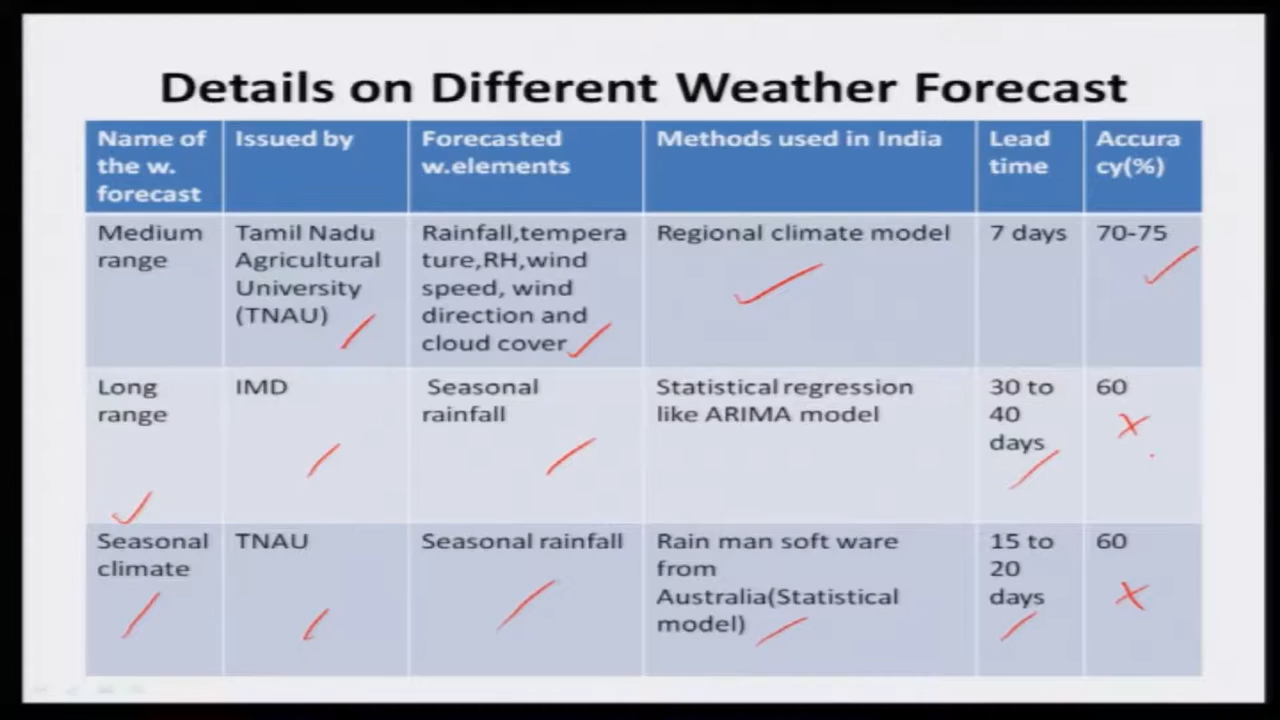 Details on Different Weather Forecast
Name of
the w.
forecast
Issued by
Forecasted
w.elements
Methods used in India
Lead
time
Accura
cy(%)
Medium
range
Tamil Nadu
Agricultural
University
(TNAU)
Rainfall,tempera
ture,RH,wind
speed, wind
direction and
cloud cover
Regional climate model
7 days
70-75
Long
range
IMD
Seasonal
rainfall
Statistical regression
like ARIMA model
30 to
40
days
60
Seasonal
climate
TNAU
Seasonal rainfall
Rain man soft ware
from
Australia(Statistical
model)
15 to
20
days
60